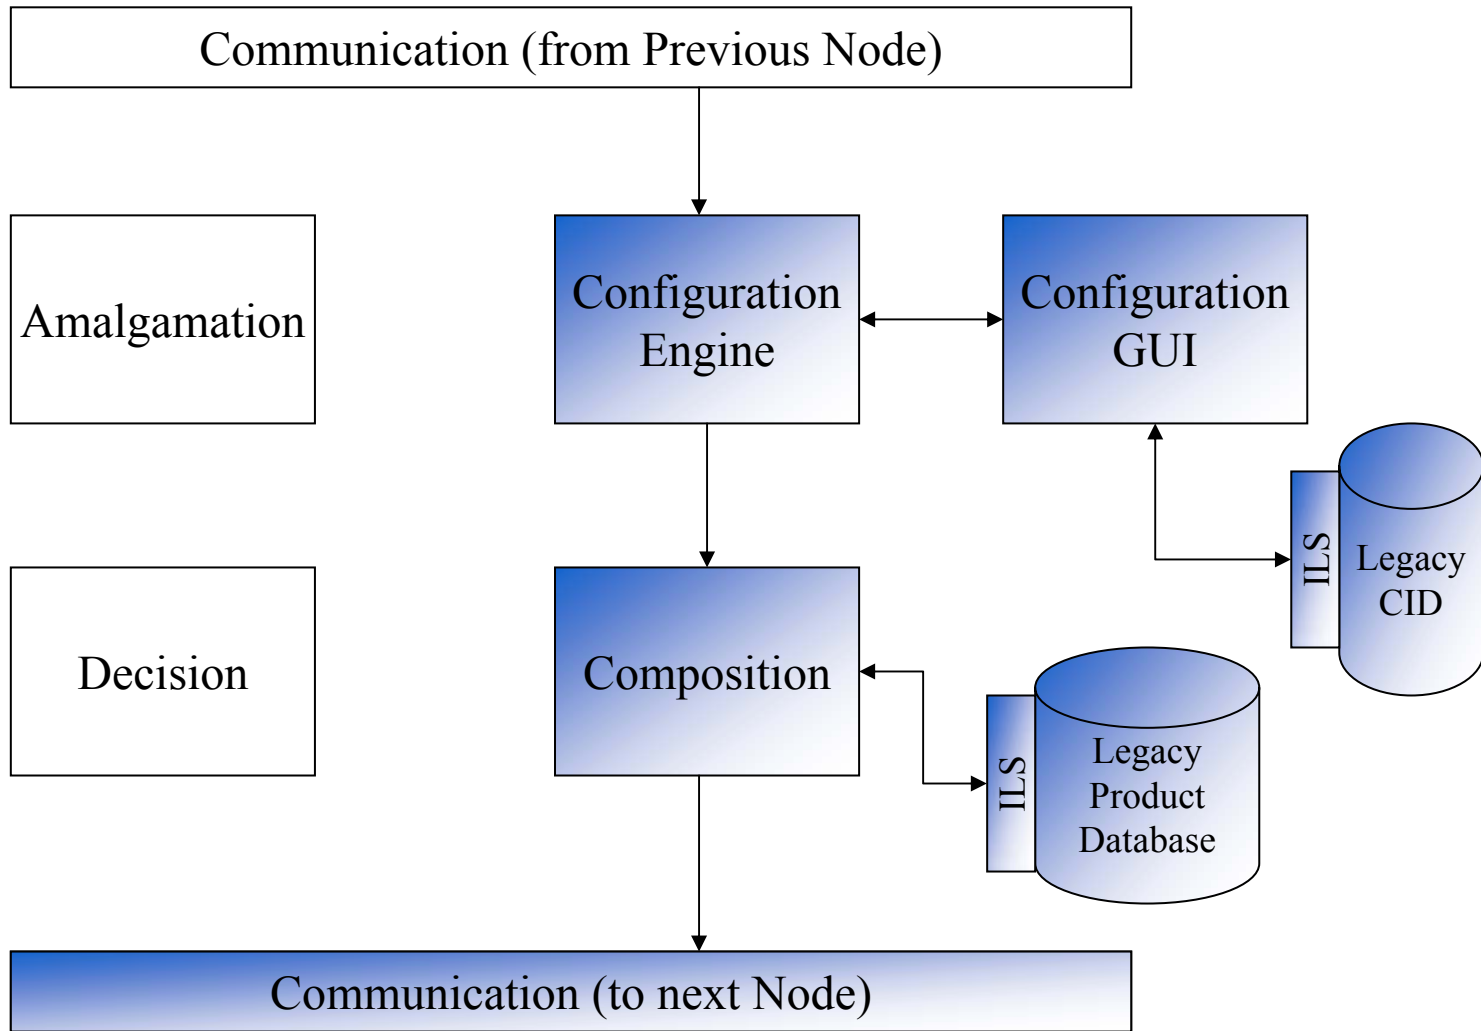 Communication (from Previous Node)
Amalgamation
Configuration
Engine
Configuration
GUI
ILS
Legacy
CID
Decision
Composition
ILS
Legacy
Product
Database
Communication (to next Node)